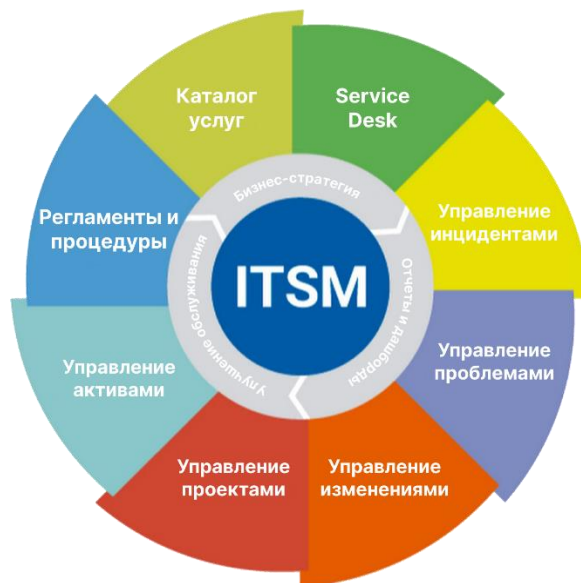 Каталог
услуг
Service
Desk
Управление
инцидентами
Управление
проблемами
Управление
изменениями
Управление
проектами
Управление
активами
Регламенты и
процедуры
Бизнес-стратегия
Отчеты и дашборды
Улучшение обслуживания
ITSM